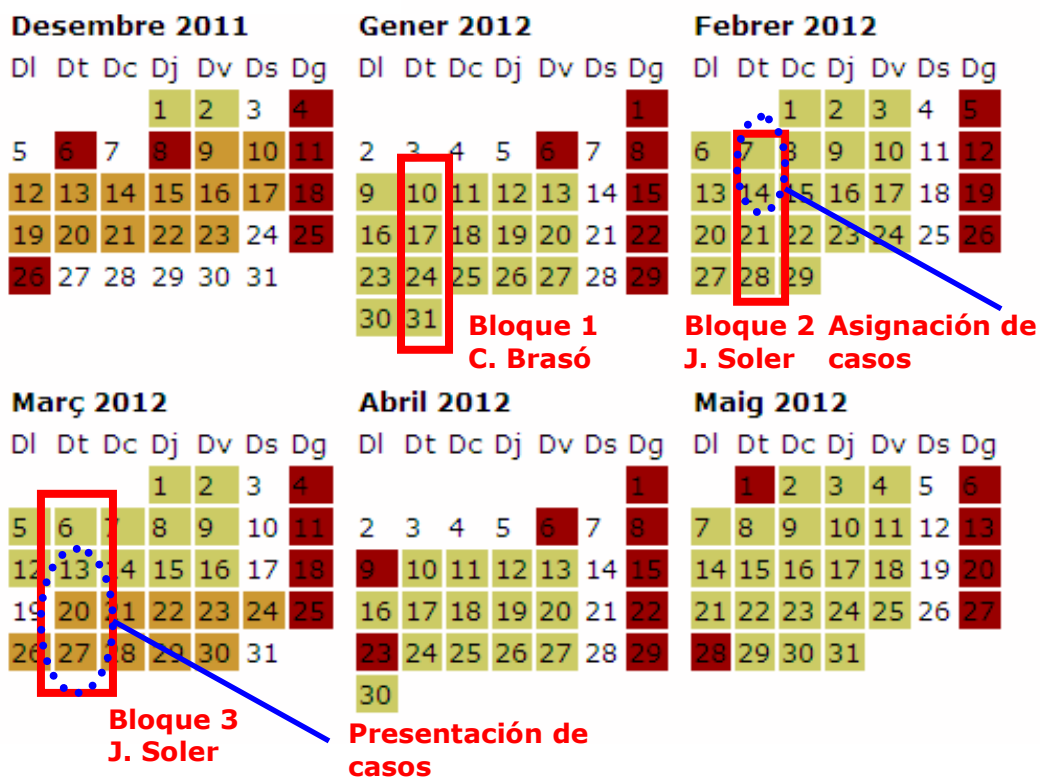 Desembre 2011
Dl Dt Dc Dj Dv Ds Dg
1 2 3 4
5 6 7 8 9 10 11
12 13 14 15 16 17 18
19 20 21 22 23 24 25
26 27 28 29 30 31
Gener 2012
Dl Dt Dc Dj Dv Ds Dg
1
2 3 4 5 6 7 8
9 10 11 12 13 14 15
16 17 18 19 20 21 22
23 24 25 26 27 28 29
30 31
Bloque 1
C. Brasó
Febrer 2012
Dl Dt Dc Dj Dv Ds Dg
1 2 3 4 5
6 7 8 9 10 11 12
13 14 15 16 17 18 19
20 21 22 23 24 25 26
27 28 29
Bloque 2
J. Soler
Asignación de
casos
Març 2012
Dl Dt Dc Dj Dv Ds Dg
1 2 3 4
5 6 7 8 9 10 11
12 13 14 15 16 17 18
19 20 21 22 23 24 25
26 27 28 29 30 31
Bloque 3
J. Soler
Presentación de
casos
Abril 2012
Dl Dt Dc Dj Dv Ds Dg
1
2 3 4 5 6 7 8
9 10 11 12 13 14 15
16 17 18 19 20 21 22
23 24 25 26 27 28 29
30
Maig 2012
Dl Dt Dc Dj Dv Ds Dg
1 2 3 4 5 6
7 8 9 10 11 12 13
14 15 16 17 18 19 20
21 22 23 24 25 26 27
28 29 30 31